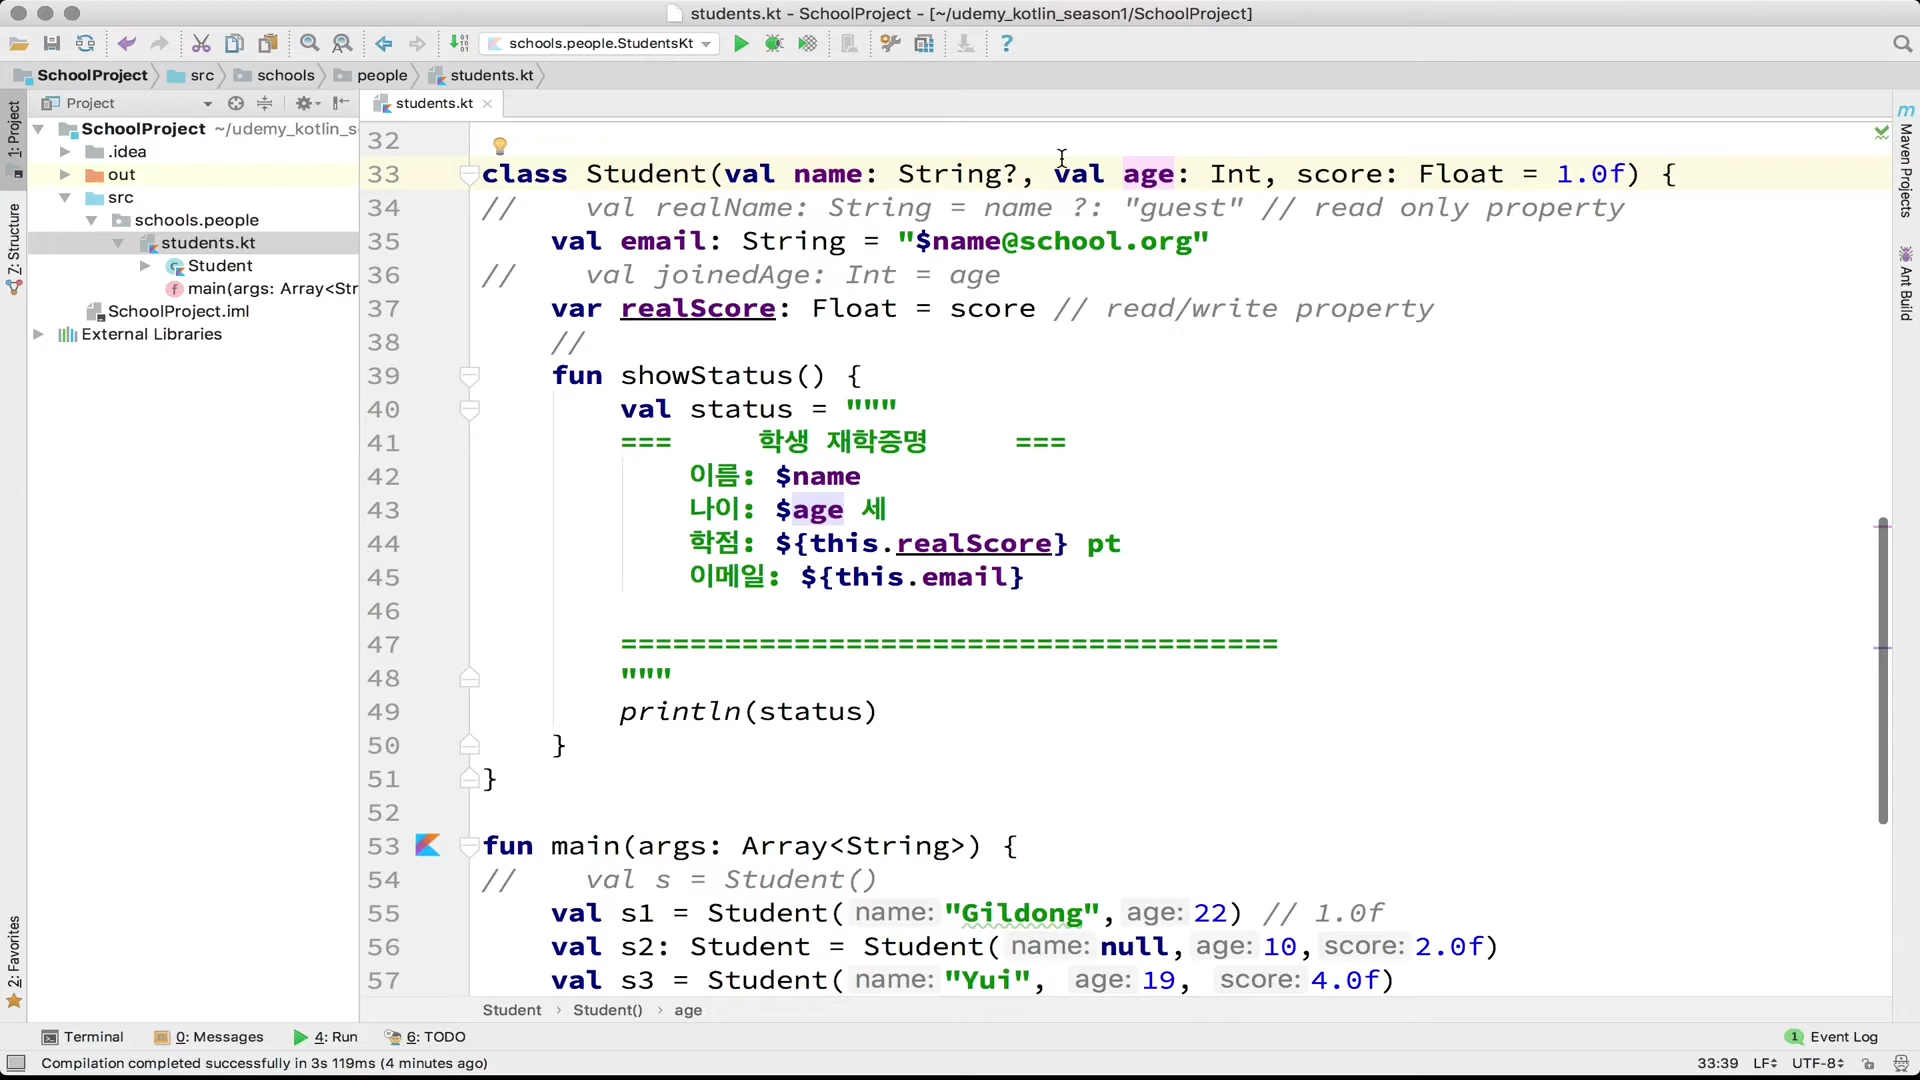 students.kt - SchoolProject - [~/udemy_kotlin_season1/SchoolProject]
schools.people.StudentsKt
SchoolProject src schools people students.kt
Project
students.kt
1: Project
Z: Structure
2: Favorites
SchoolProject ~/udemy_kotlin_s
.idea
out
src
schools.people
students.kt
Student
main(args: Array<Str
SchoolProject.iml
External Libraries
32
33 class Student(val name: String?, val age: Int, score: Float = 1.0f) {
34 //    val realName: String = name ?: "guest" // read only property
35     val email: String = "$name@school.org"
36 //    val joinedAge: Int = age
37     var realScore: Float = score // read/write property
38     //
39     fun showStatus() {
40         val status = """
41         ===     학생 재학증명     ===
42             이름: $name
43             나이: $age 세
44             학점: ${this.realScore} pt
45             이메일: ${this.email}
46
47         ======================================
48         """
49         println(status)
50     }
51 }
52
53 fun main(args: Array<String>) {
54 //    val s = Student()
55     val s1 = Student( name: "Gildong", age: 22) // 1.0f
56     val s2: Student = Student( name: null, age: 10, score: 2.0f)
57     val s3 = Student( name: "Yui", age: 19, score: 4.0f)
Maven Projects
Ant Build
Student Student() age
Terminal 0: Messages 4: Run 6: TODO 1 Event Log
Compilation completed successfully in 3s 119ms (4 minutes ago) 33:39 LF UTF-8